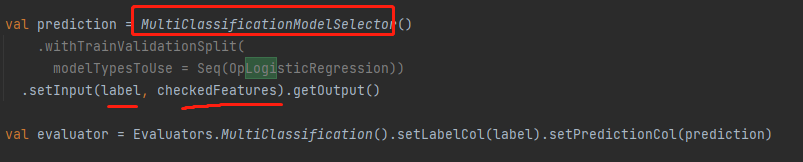 val prediction = MultiClassificationModelSelector()
.withTrainValidationSplit(
modelTypesToUse = Seq(OpLogisticRegression))
.setInput(label, checkedFeatures).getOutput()
val evaluator = Evaluators.MultiClassification().setLabelCol(label).setPredictionCol(prediction)